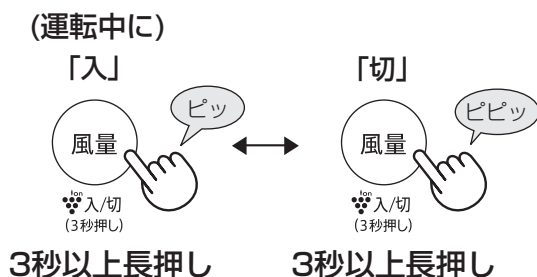 (運転中に)
「入」
「切」
ピッ
ピピッ
風量
風量
ion
入/切
ion
入/切
(3秒押し)
(3秒押し)
3秒以上長押し
3秒以上長押し